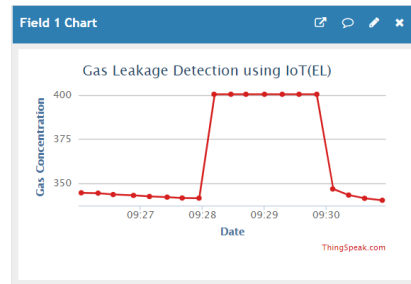 Field 1 Chart
Gas Leakage Detection using IoT(EL)
Gas Concentration
400
375
350
09:27 09:28 09:29 09:30
Date
ThingSpeak.com